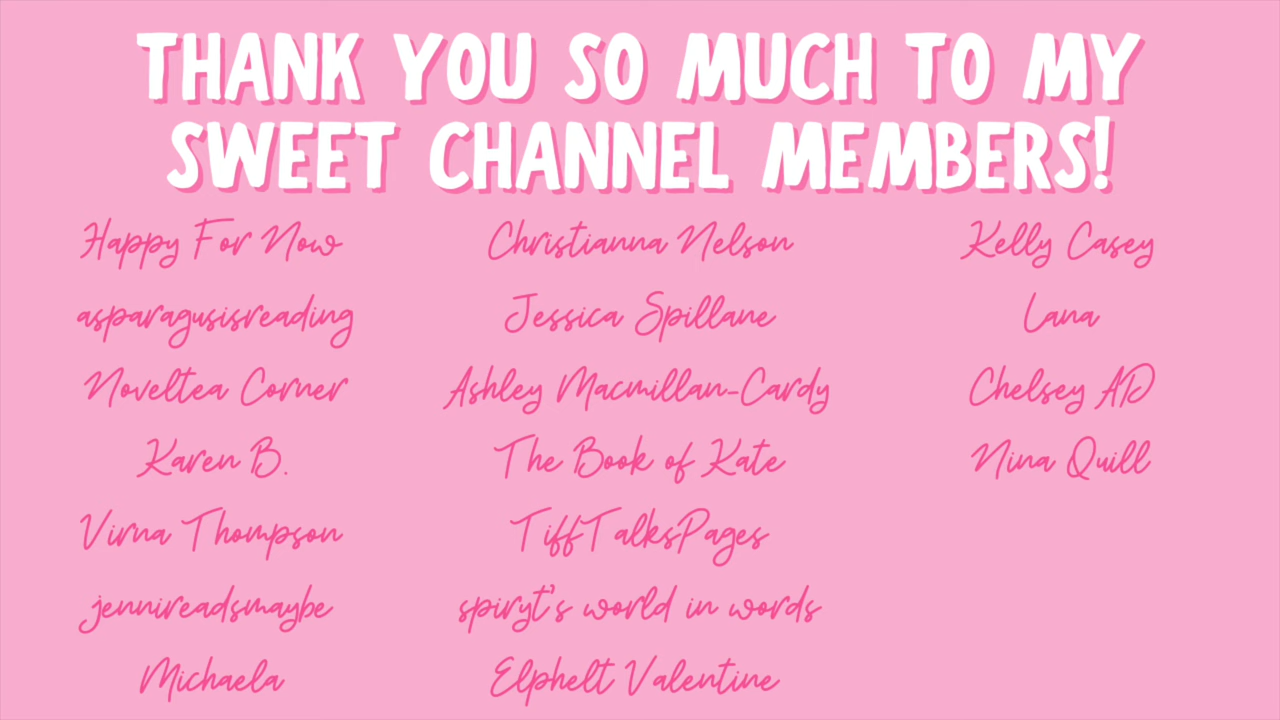 THANK YOU SO MUCH TO MY
SWEET CHANNEL MEMBERS!
Happy For Now
asparagusisreading
Noveltea Corner
Karen B.
Virna Thompson
jennireadsmaybe
Michaela
Christianna Nelson
Jessica Spillane
Ashley Macmillan-Cardy
The Book of Kate
TiffTalksPages
spiryt's world in words
Elphelt Valentine
Kelly Casey
Lana
Chelsey AD
Nina Quill